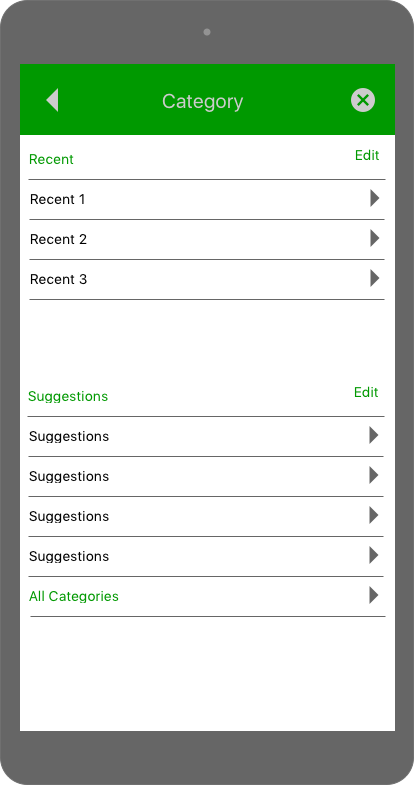 Category
Recent
Edit
Recent 1
Recent 2
Recent 3
Suggestions
Edit
Suggestions
Suggestions
Suggestions
Suggestions
All Categories